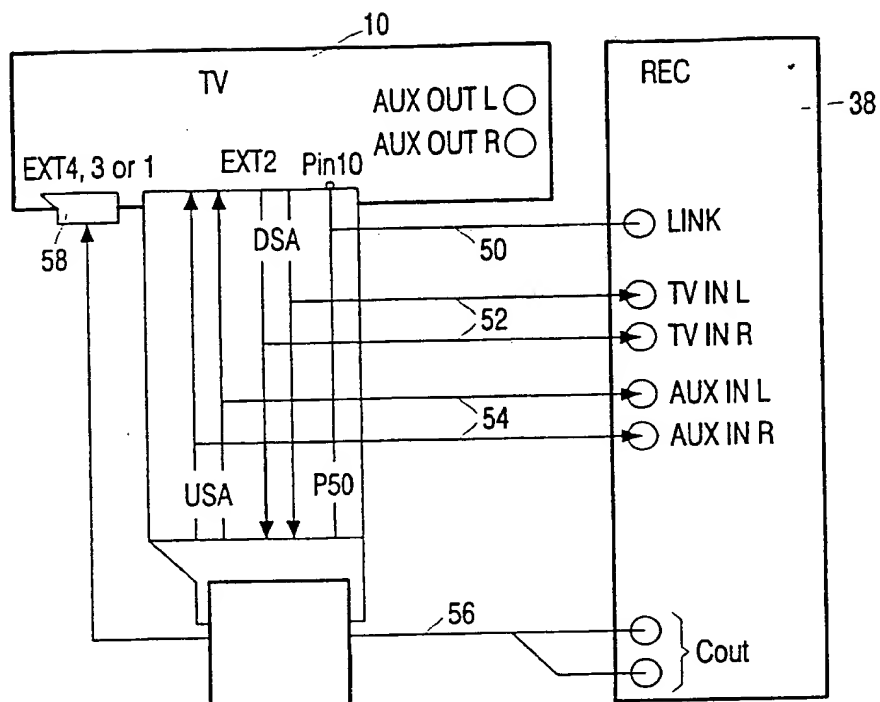 10
TV
REC
38
AUX OUT L
AUX OUT R
EXT4, 3 or 1
EXT2
Pin10
58
DSA
50
LINK
52
TV IN L
TV IN R
54
AUX IN L
AUX IN R
USA
P50
56
Cout